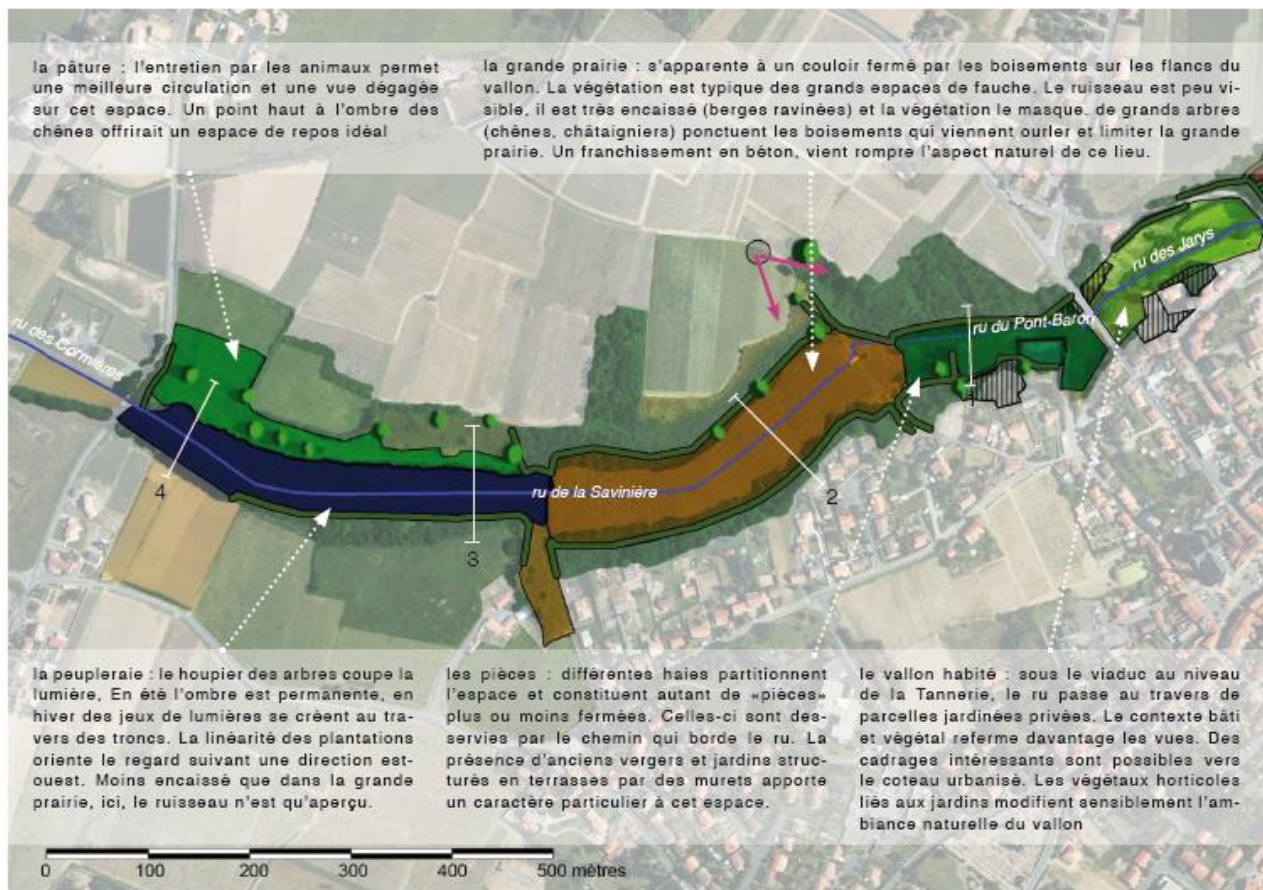 la pâture : l'entretien par les animaux permet
une meilleure circulation et une vue dégagée
sur cet espace. Un point haut à l'ombre des
chênes offrirait un espace de repos idéal
la grande prairie : s'apparente à un couloir fermé par les boisements sur les flancs du
vallon. La végétation est typique des grands espaces de fauche. Le ruisseau est peu vi-
sible, il est très encaissé (berges ravinées) et la végétation le masque. de grands arbres
(chênes, châtaigniers) ponctuent les boisements qui viennent ourler et limiter la grande
prairie. Un franchissement en béton, vient rompre l'aspect naturel de ce lieu.
ru des Jarys
ru du Pont-Baron
ru des Cormières
ru de la Savinière
4
3
2
la peupleraie : le houpier des arbres coupe la
lumière, En été l'ombre est permanente, en
hiver des jeux de lumières se créent au tra-
vers des troncs. La linéarité des plantations
oriente le regard suivant une direction est-
ouest. Moins encaissé que dans la grande
prairie, ici, le ruisseau n'est qu'aperçu.
les pièces : différentes haies partitionnent
l'espace et constituent autant de «pièces»
plus ou moins fermées. Celles-ci sont des-
servies par le chemin qui borde le ru. La
présence d'anciens vergers et jardins struc-
turés en terrasses par des murets apporte
un caractère particulier à cet espace.
le vallon habité : sous le viaduc au niveau
de la Tannerie, le ru passe au travers de
parcelles jardinées privées. Le contexte bâti
et végétal referme davantage les vues. Des
cadrages intéressants sont possibles vers
le coteau urbanisé. Les végétaux horticoles
liés aux jardins modifient sensiblement l'am-
biance naturelle du vallon
0 100 200 300 400 500 mètres